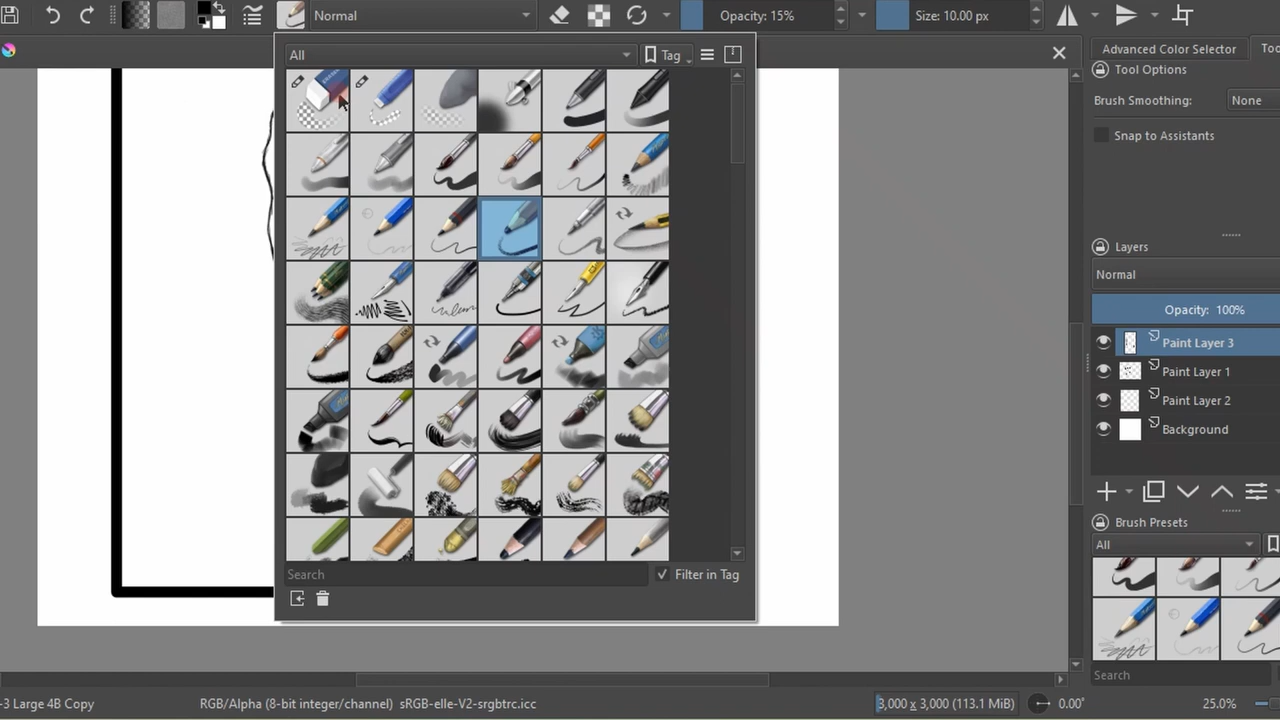 Normal
Opacity: 15%
Size: 10.00 px
All
Tag
Advanced Color Selector
Too
Tool Options
Brush Smoothing:
None
Snap to Assistants
Layers
Normal
Opacity: 100%
Paint Layer 3
Paint Layer 1
Paint Layer 2
Background
Brush Presets
All
Search
Filter in Tag
Search
-3 Large 4B Copy
RGB/Alpha (8-bit integer/channel) sRGB-elle-V2-srgbtrc.icc
3,000 x 3,000 (113.1 MiB)
0.00°
25.0%